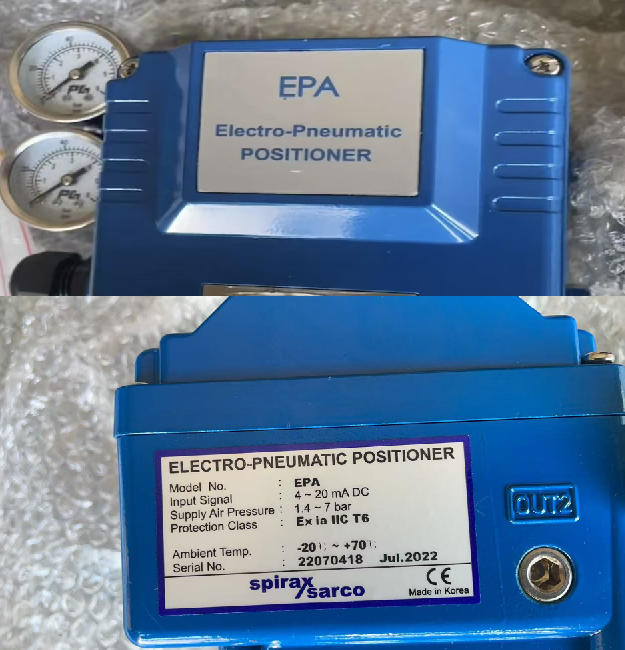 EPA
Electro-Pneumatic
POSITIONER
ELECTRO-PNEUMATIC POSITIONER
Model No. : EPA
Input Signal : 4 ~ 20 mA DC
Supply Air Pressure : 1.4 ~ 7 bar
Protection Class : Ex ia IIC T6
Ambient Temp. : -20℃ ~ +70℃
Serial No. : 22070418 Jul.2022
spirax
sarco
CE
Made in Korea
OUT2